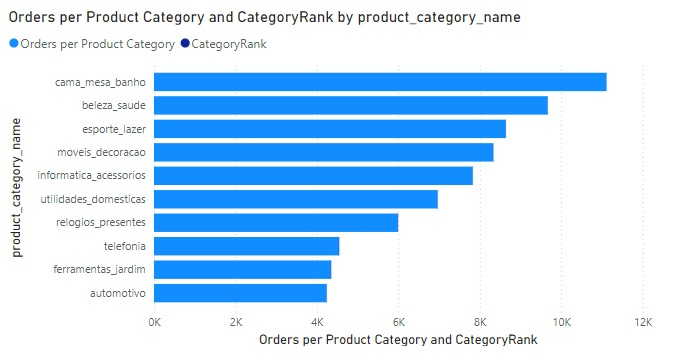 Orders per Product Category and CategoryRank by product_category_name
Orders per Product Category CategoryRank
product_category_name
cama_mesa_banho
beleza_saude
esporte_lazer
moveis_decoracao
informatica_acessorios
utilidades_domesticas
relogios_presentes
telefonia
ferramentas_jardim
automotivo
0K 2K 4K 6K 8K 10K 12K
Orders per Product Category and CategoryRank